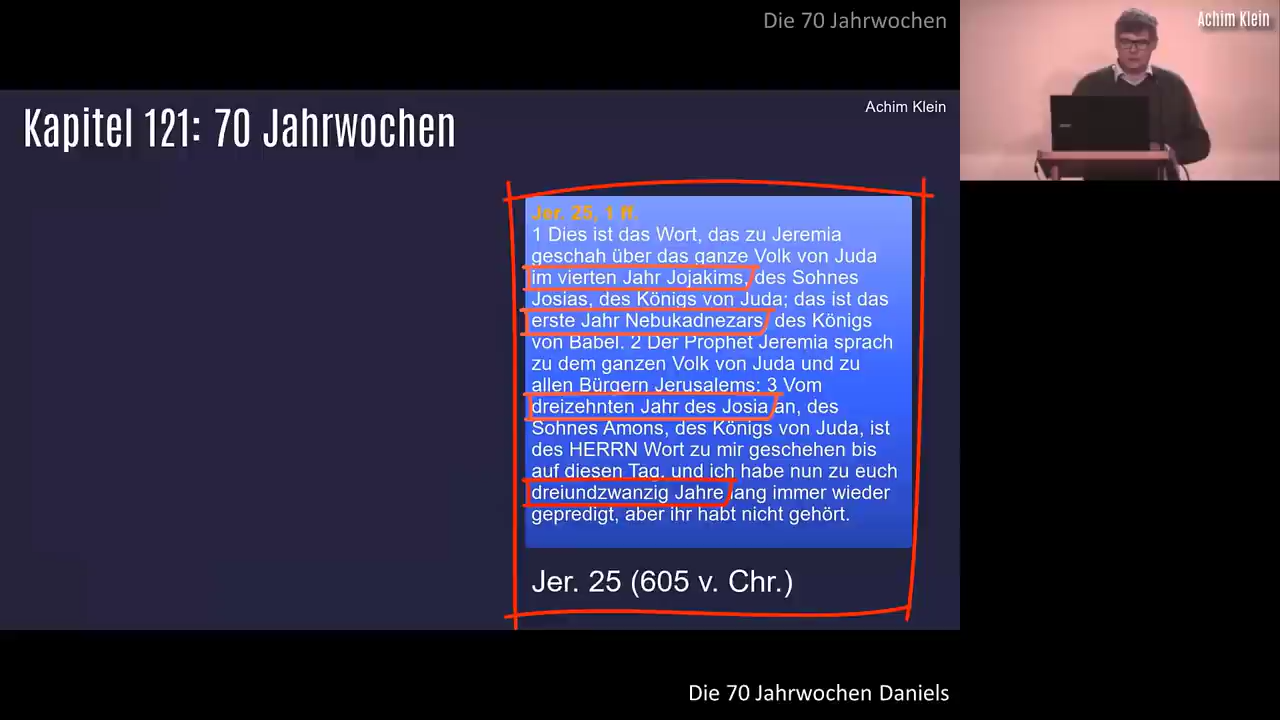 Die 70 Jahrwochen
Achim Klein
Achim Klein
Kapitel 121: 70 Jahrwochen
Jer. 25, 1 ff.
1 Dies ist das Wort, das zu Jeremia
geschah über das ganze Volk von Juda
im vierten Jahr Jojakims, des Sohnes
Josias, des Königs von Juda; das ist das
erste Jahr Nebukadnezars, des Königs
von Babel. 2 Der Prophet Jeremia sprach
zu dem ganzen Volk von Juda und zu
allen Bürgern Jerusalems: 3 Vom
dreizehnten Jahr des Josia an, des
Sohnes Amons, des Königs von Juda, ist
des HERRN Wort zu mir geschehen bis
auf diesen Tag, und ich habe nun zu euch
dreiundzwanzig Jahre lang immer wieder
gepredigt, aber ihr habt nicht gehört.
Jer. 25 (605 v. Chr.)
Die 70 Jahrwochen Daniels